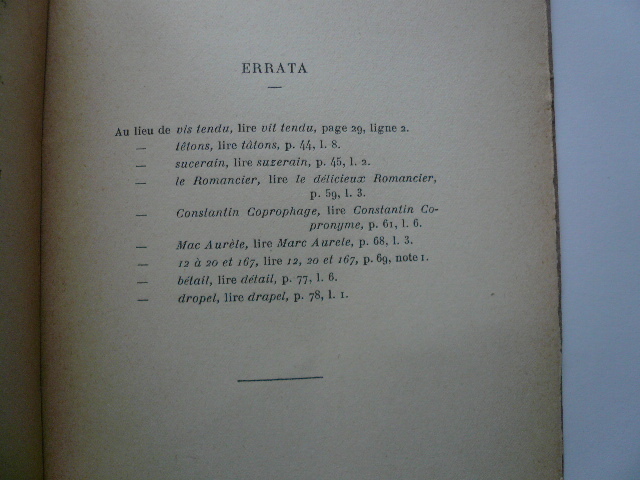 ERRATA
Au lieu de vis tendu, lire vit tendu, page 29, ligne 2.
— têtons, lire tâtons, p. 44, l. 8.
— sucerain, lire suzerain, p. 45, l. 2.
— le Romancier, lire le délicieux Romancier,
p. 59, l. 3.
— Constantin Coprophage, lire Constantin Co-
pronyme, p. 61, l. 6.
— Mac Aurèle, lire Marc Aurele, p. 68, l. 3.
— 12 à 20 et 167, lire 12, 20 et 167, p. 69, note 1.
— bétail, lire détail, p. 77, l. 6.
— dropel, lire drapel, p. 78, l. 1.